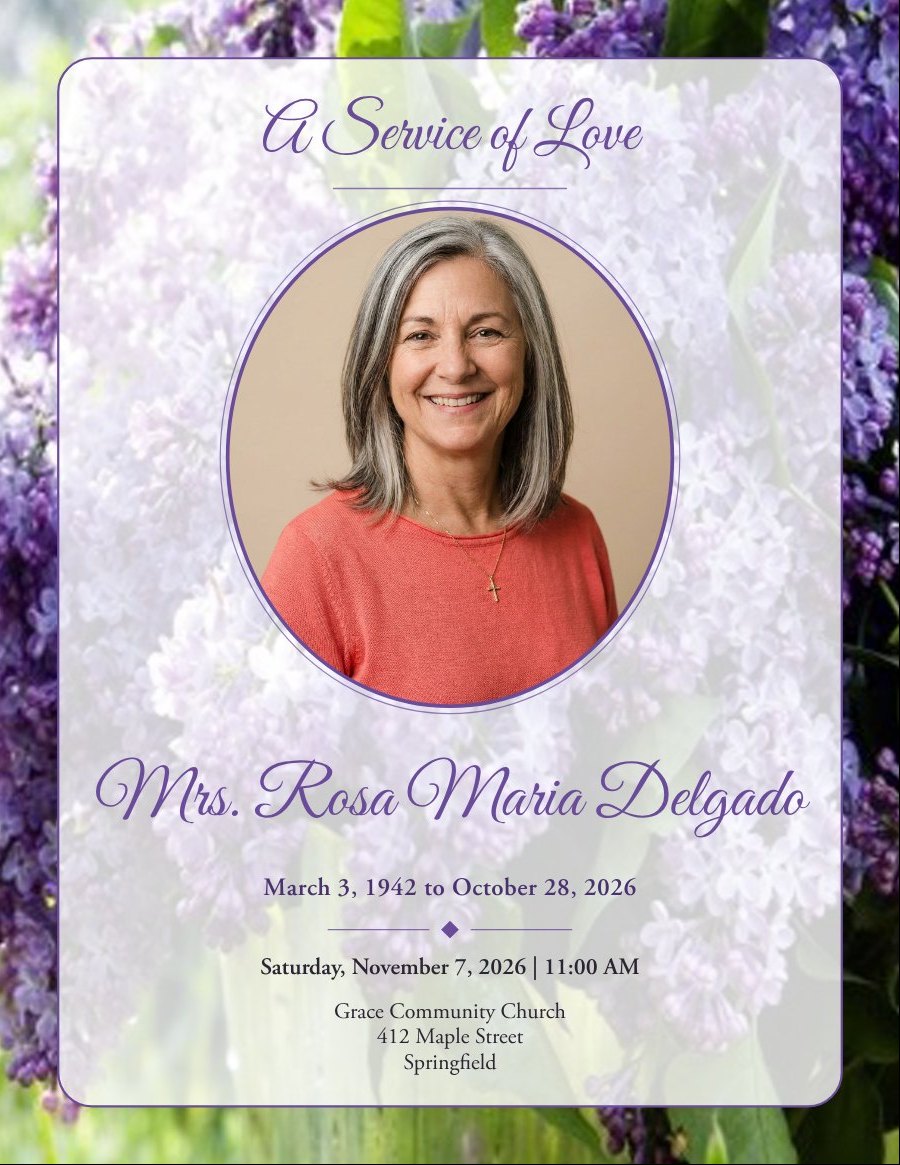 A Service of Love
Mrs. Rosa Maria Delgado
March 3, 1942 to October 28, 2026
Saturday, November 7, 2026 | 11:00 AM
Grace Community Church
412 Maple Street
Springfield